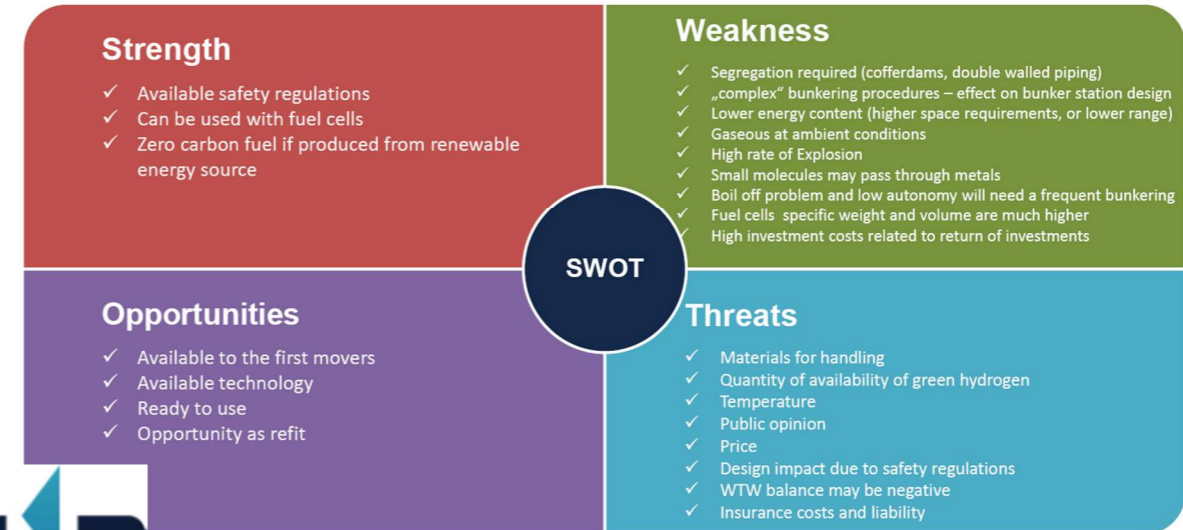 Strength
Available safety regulations
Can be used with fuel cells
Zero carbon fuel if produced from renewable
energy source
Weakness
Segregation required (cofferdams, double walled piping)
„complex“ bunkering procedures – effect on bunker station design
Lower energy content (higher space requirements, or lower range)
Gaseous at ambient conditions
High rate of Explosion
Small molecules may pass through metals
Boil off problem and low autonomy will need a frequent bunkering
Fuel cells specific weight and volume are much higher
High investment costs related to return of investments
SWOT
Opportunities
Available to the first movers
Available technology
Ready to use
Opportunity as refit
Threats
Materials for handling
Quantity of availability of green hydrogen
Temperature
Public opinion
Price
Design impact due to safety regulations
WTW balance may be negative
Insurance costs and liability